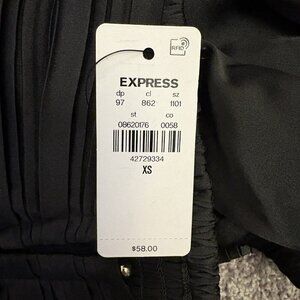 RFID
EXPRESS
dp cl sz
97 862 1101
st co
08620176 0058
42729334
XS
$58.00